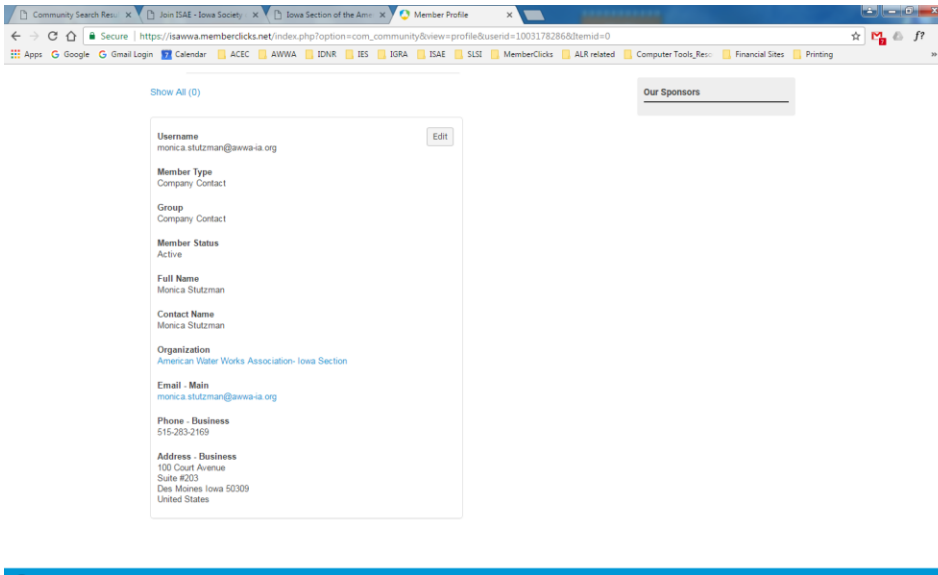 Community Search Resu
Join ISAE - Iowa Society
Iowa Section of the Amer
Member Profile
Secure
https://isawwa.memberclicks.net/index.php?option=com_community&view=profile&userid=1003178286&Itemid=0
f?
Apps
Google
Gmail Login
7 Calendar
ACEC
AWWA
IDNR
IES
IGRA
ISAE
SLSI
MemberClicks
ALR related
Computer Tools_Reso
Financial Sites
Printing
»
Show All (0)
Our Sponsors
Edit
Username
monica.stutzman@awwa-ia.org
Member Type
Company Contact
Group
Company Contact
Member Status
Active
Full Name
Monica Stutzman
Contact Name
Monica Stutzman
Organization
American Water Works Association- Iowa Section
Email - Main
monica.stutzman@awwa-ia.org
Phone - Business
515-283-2169
Address - Business
100 Court Avenue
Suite #203
Des Moines Iowa 50309
United States